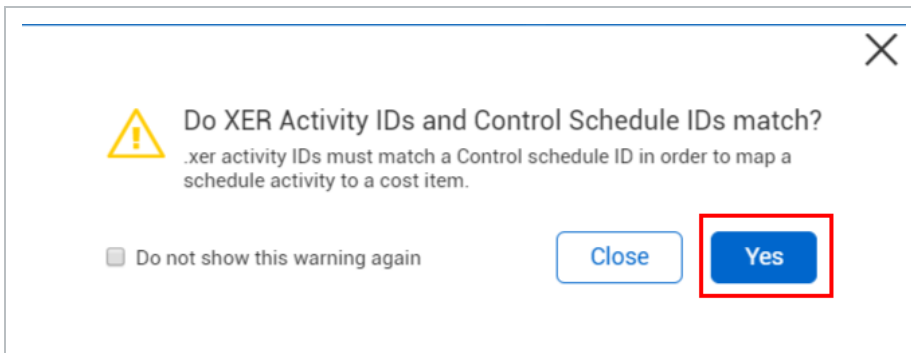 Do XER Activity IDs and Control Schedule IDs match?
.xer activity IDs must match a Control schedule ID in order to map a
schedule activity to a cost item.
Do not show this warning again
Close
Yes